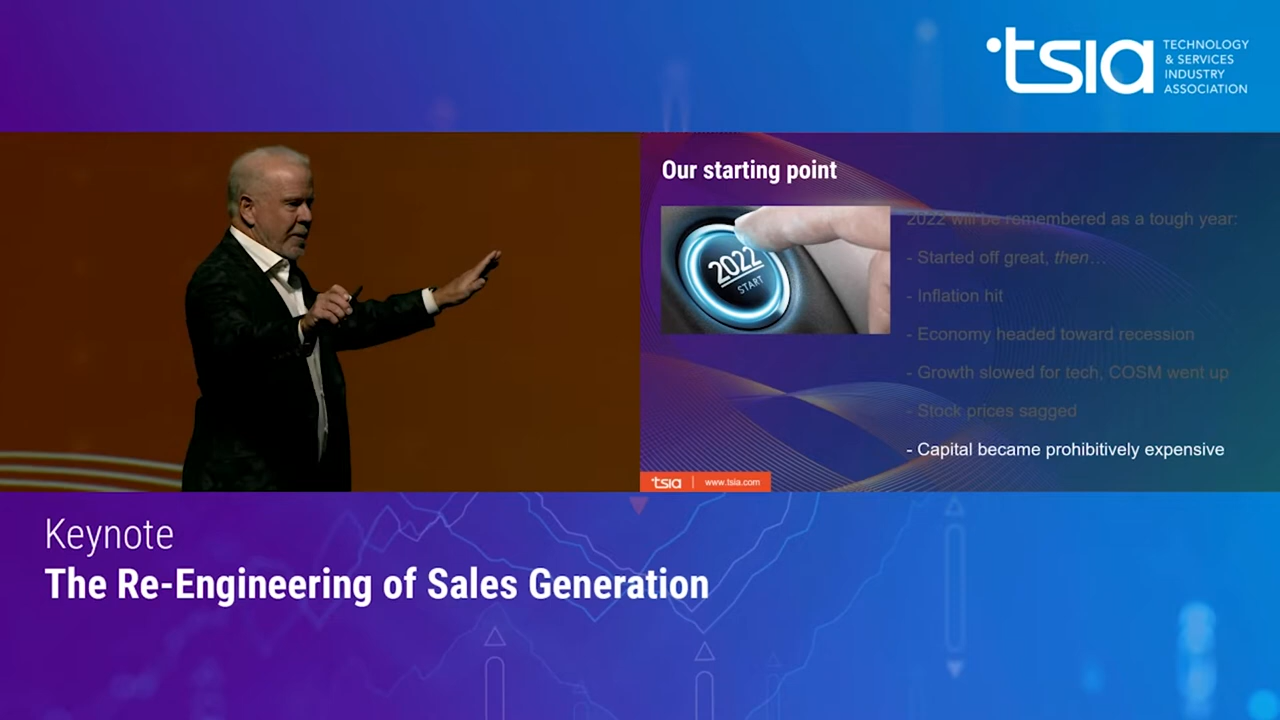 tsia
TECHNOLOGY
& SERVICES
INDUSTRY
ASSOCIATION
Our starting point
2022
START
2022 will be remembered as a tough year:
- Started off great, then…
- Inflation hit
- Economy headed toward recession
- Growth slowed for tech, COSM went up
- Stock prices sagged
- Capital became prohibitively expensive
tsia | www.tsia.com
Keynote
The Re-Engineering of Sales Generation